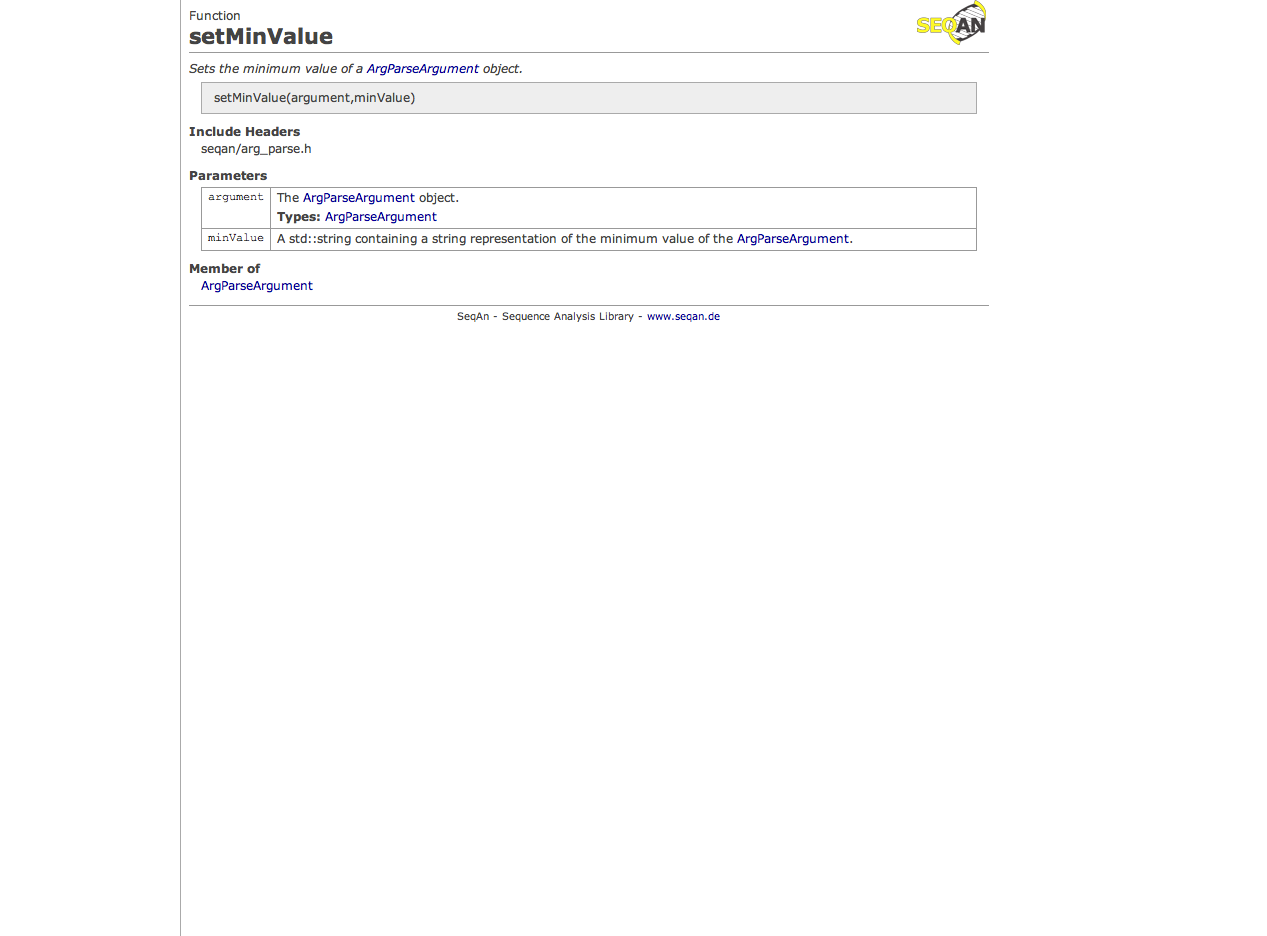 Function
SEQAN
setMinValue
Sets the minimum value of a ArgParseArgument object.
setMinValue(argument,minValue)
Include Headers
seqan/arg_parse.h
Parameters
argument The ArgParseArgument object.
Types: ArgParseArgument
minValue A std::string containing a string representation of the minimum value of the ArgParseArgument.
Member of
ArgParseArgument
SeqAn - Sequence Analysis Library - www.seqan.de